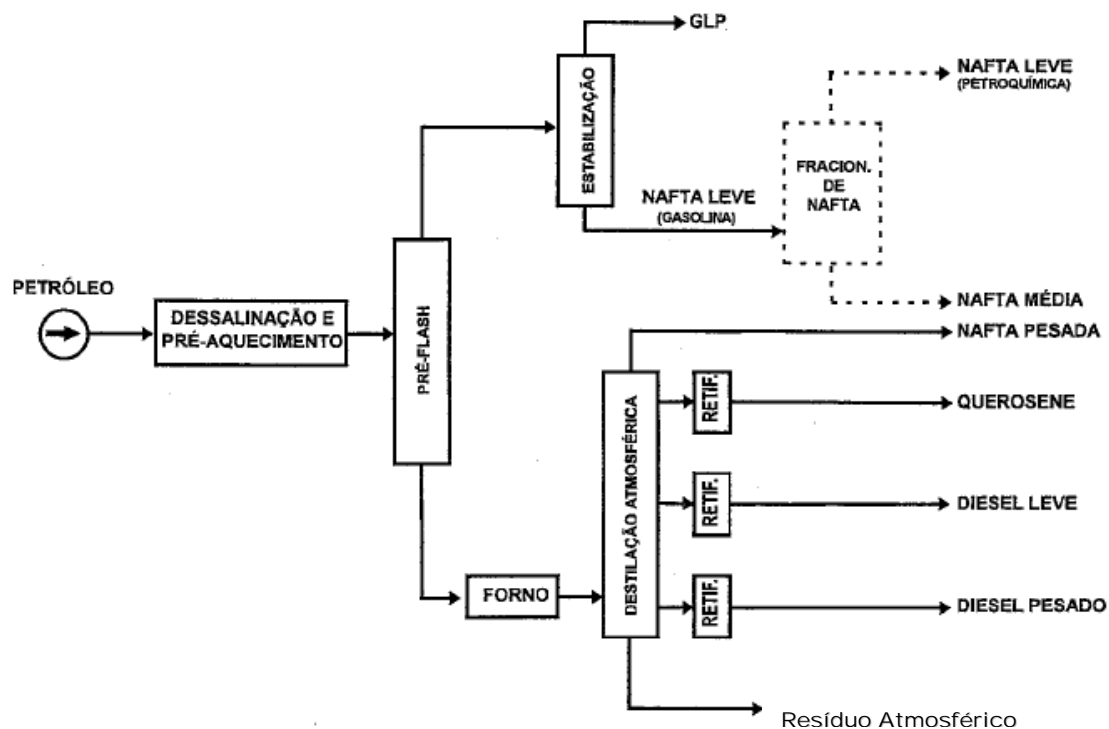 GLP
ESTABILIZAÇÃO
NAFTA LEVE
(PETROQUÍMICA)
FRACION.
DE
NAFTA
NAFTA LEVE
(GASOLINA)
NAFTA MÉDIA
PETRÓLEO
DESSALINAÇÃO E
PRÉ-AQUECIMENTO
PRÉ-FLASH
NAFTA PESADA
DESTILAÇÃO ATMOSFÉRICA
RETIF.
QUEROSENE
RETIF.
DIESEL LEVE
FORNO
RETIF.
DIESEL PESADO
Resíduo Atmosférico